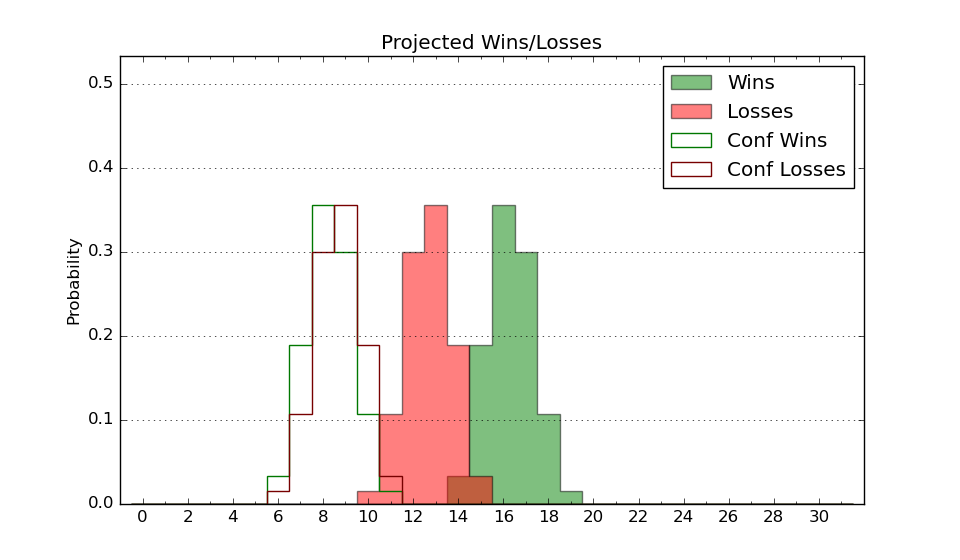 Projected Wins/Losses
0.5
0.4
0.3
0.2
0.1
0.0
Probability
Wins
Losses
Conf Wins
Conf Losses
0 2 4 6 8 10 12 14 16 18 20 22 24 26 28 30